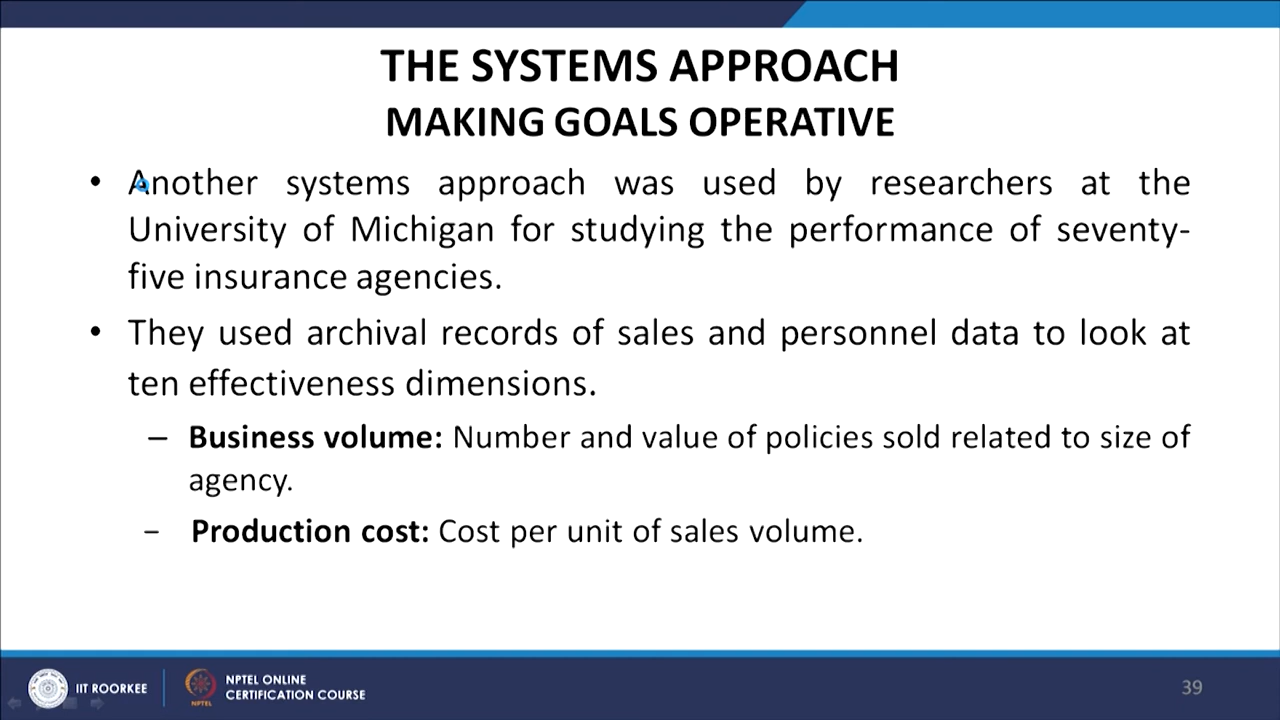 THE SYSTEMS APPROACH
MAKING GOALS OPERATIVE
• Another systems approach was used by researchers at the
University of Michigan for studying the performance of seventy-
five insurance agencies.
• They used archival records of sales and personnel data to look at
ten effectiveness dimensions.
– Business volume: Number and value of policies sold related to size of
agency.
– Production cost: Cost per unit of sales volume.
IIT ROORKEE
NPTEL
NPTEL ONLINE
CERTIFICATION COURSE
39